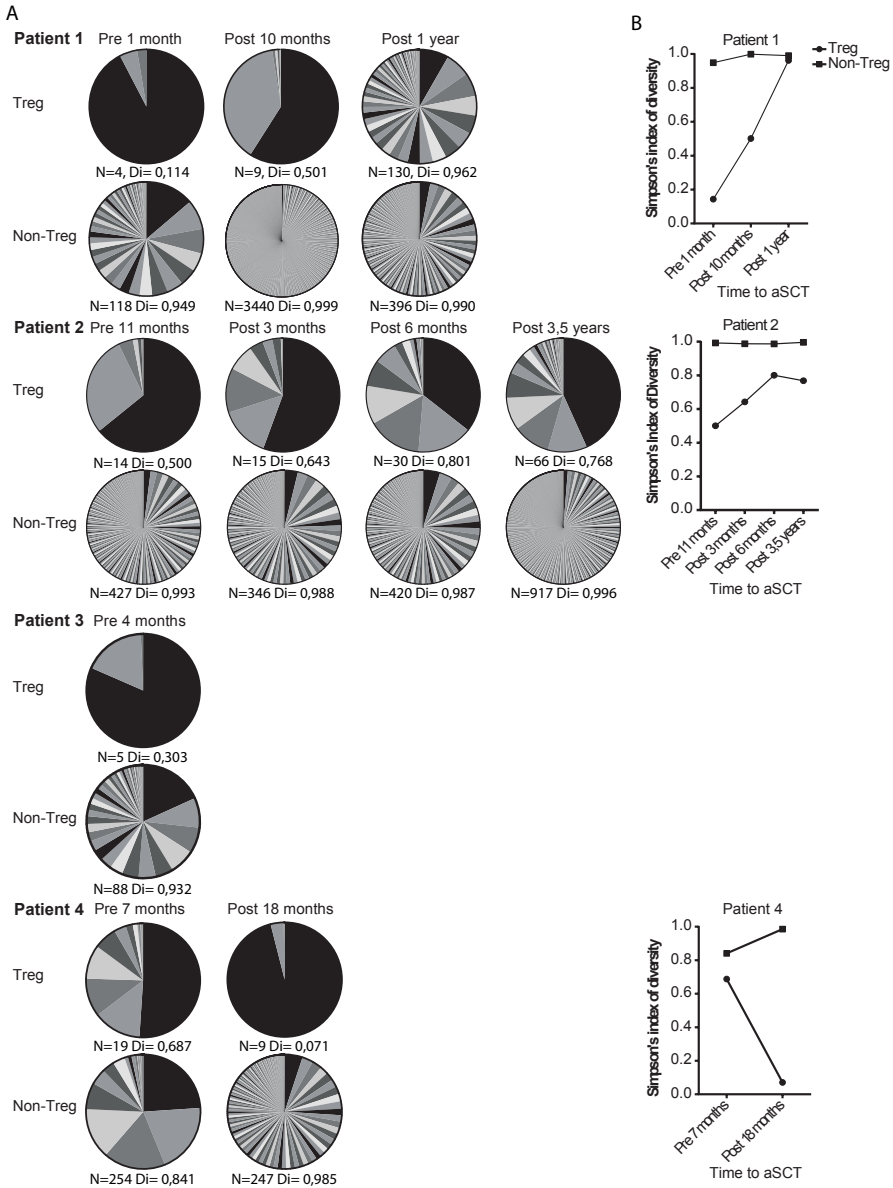 A
Patient 1 Pre 1 month Post 10 months Post 1 year
Treg
N=4, Di= 0,114 N=9, Di= 0,501 N=130, Di= 0,962
Non-Treg
N=118 Di= 0,949 N=3440 Di= 0,999 N=396 Di= 0,990
Patient 2 Pre 11 months Post 3 months Post 6 months Post 3,5 years
Treg
N=14 Di= 0,500 N=15 Di= 0,643 N=30 Di= 0,801 N=66 Di= 0,768
Non-Treg
N=427 Di= 0,993 N=346 Di= 0,988 N=420 Di= 0,987 N=917 Di= 0,996
Patient 3 Pre 4 months
Treg
N=5 Di= 0,303
Non-Treg
N=88 Di= 0,932
Patient 4 Pre 7 months Post 18 months
Treg
N=19 Di= 0,687 N=9 Di= 0,071
Non-Treg
N=254 Di= 0,841 N=247 Di= 0,985
B
Patient 1
Treg
Non-Treg
Simpson's index of diversity
1.0
0.8
0.6
0.4
0.2
0.0
Pre 1 month
Post 10 months
Post 1 year
Time to aSCT
Patient 2
Simpson's Index of Diversity
1.0
0.8
0.6
0.4
0.2
0.0
Pre 11 monts
Post 3 months
Post 6 months
Post 3,5 years
Time to aSCT
Patient 4
Simpson's index of diversity
1.0
0.8
0.6
0.4
0.2
0.0
Pre 7 months
Post 18 months
Time to aSCT